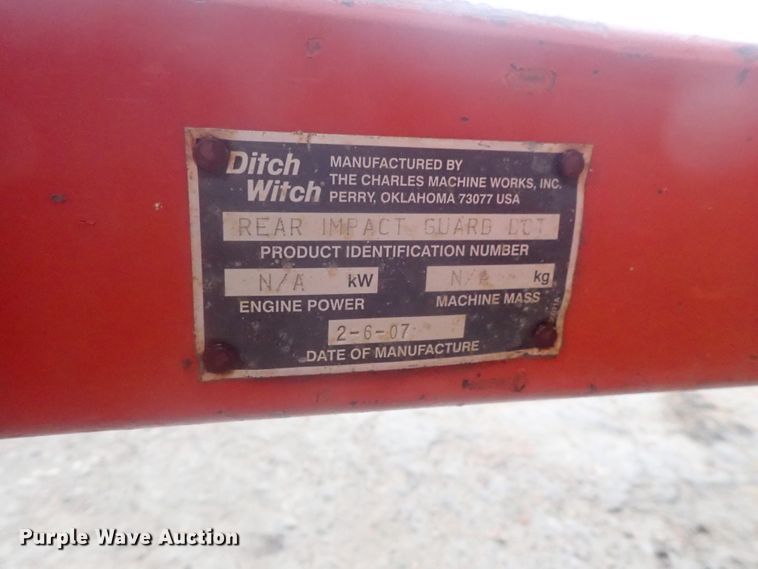 Ditch Witch
MANUFACTURED BY
THE CHARLES MACHINE WORKS, INC.
PERRY, OKLAHOMA 73077 USA
REAR IMPACT GUARD LCT
PRODUCT IDENTIFICATION NUMBER
N/A kW N/A kg
ENGINE POWER MACHINE MASS
2-6-07
DATE OF MANUFACTURE
Purple Wave Auction